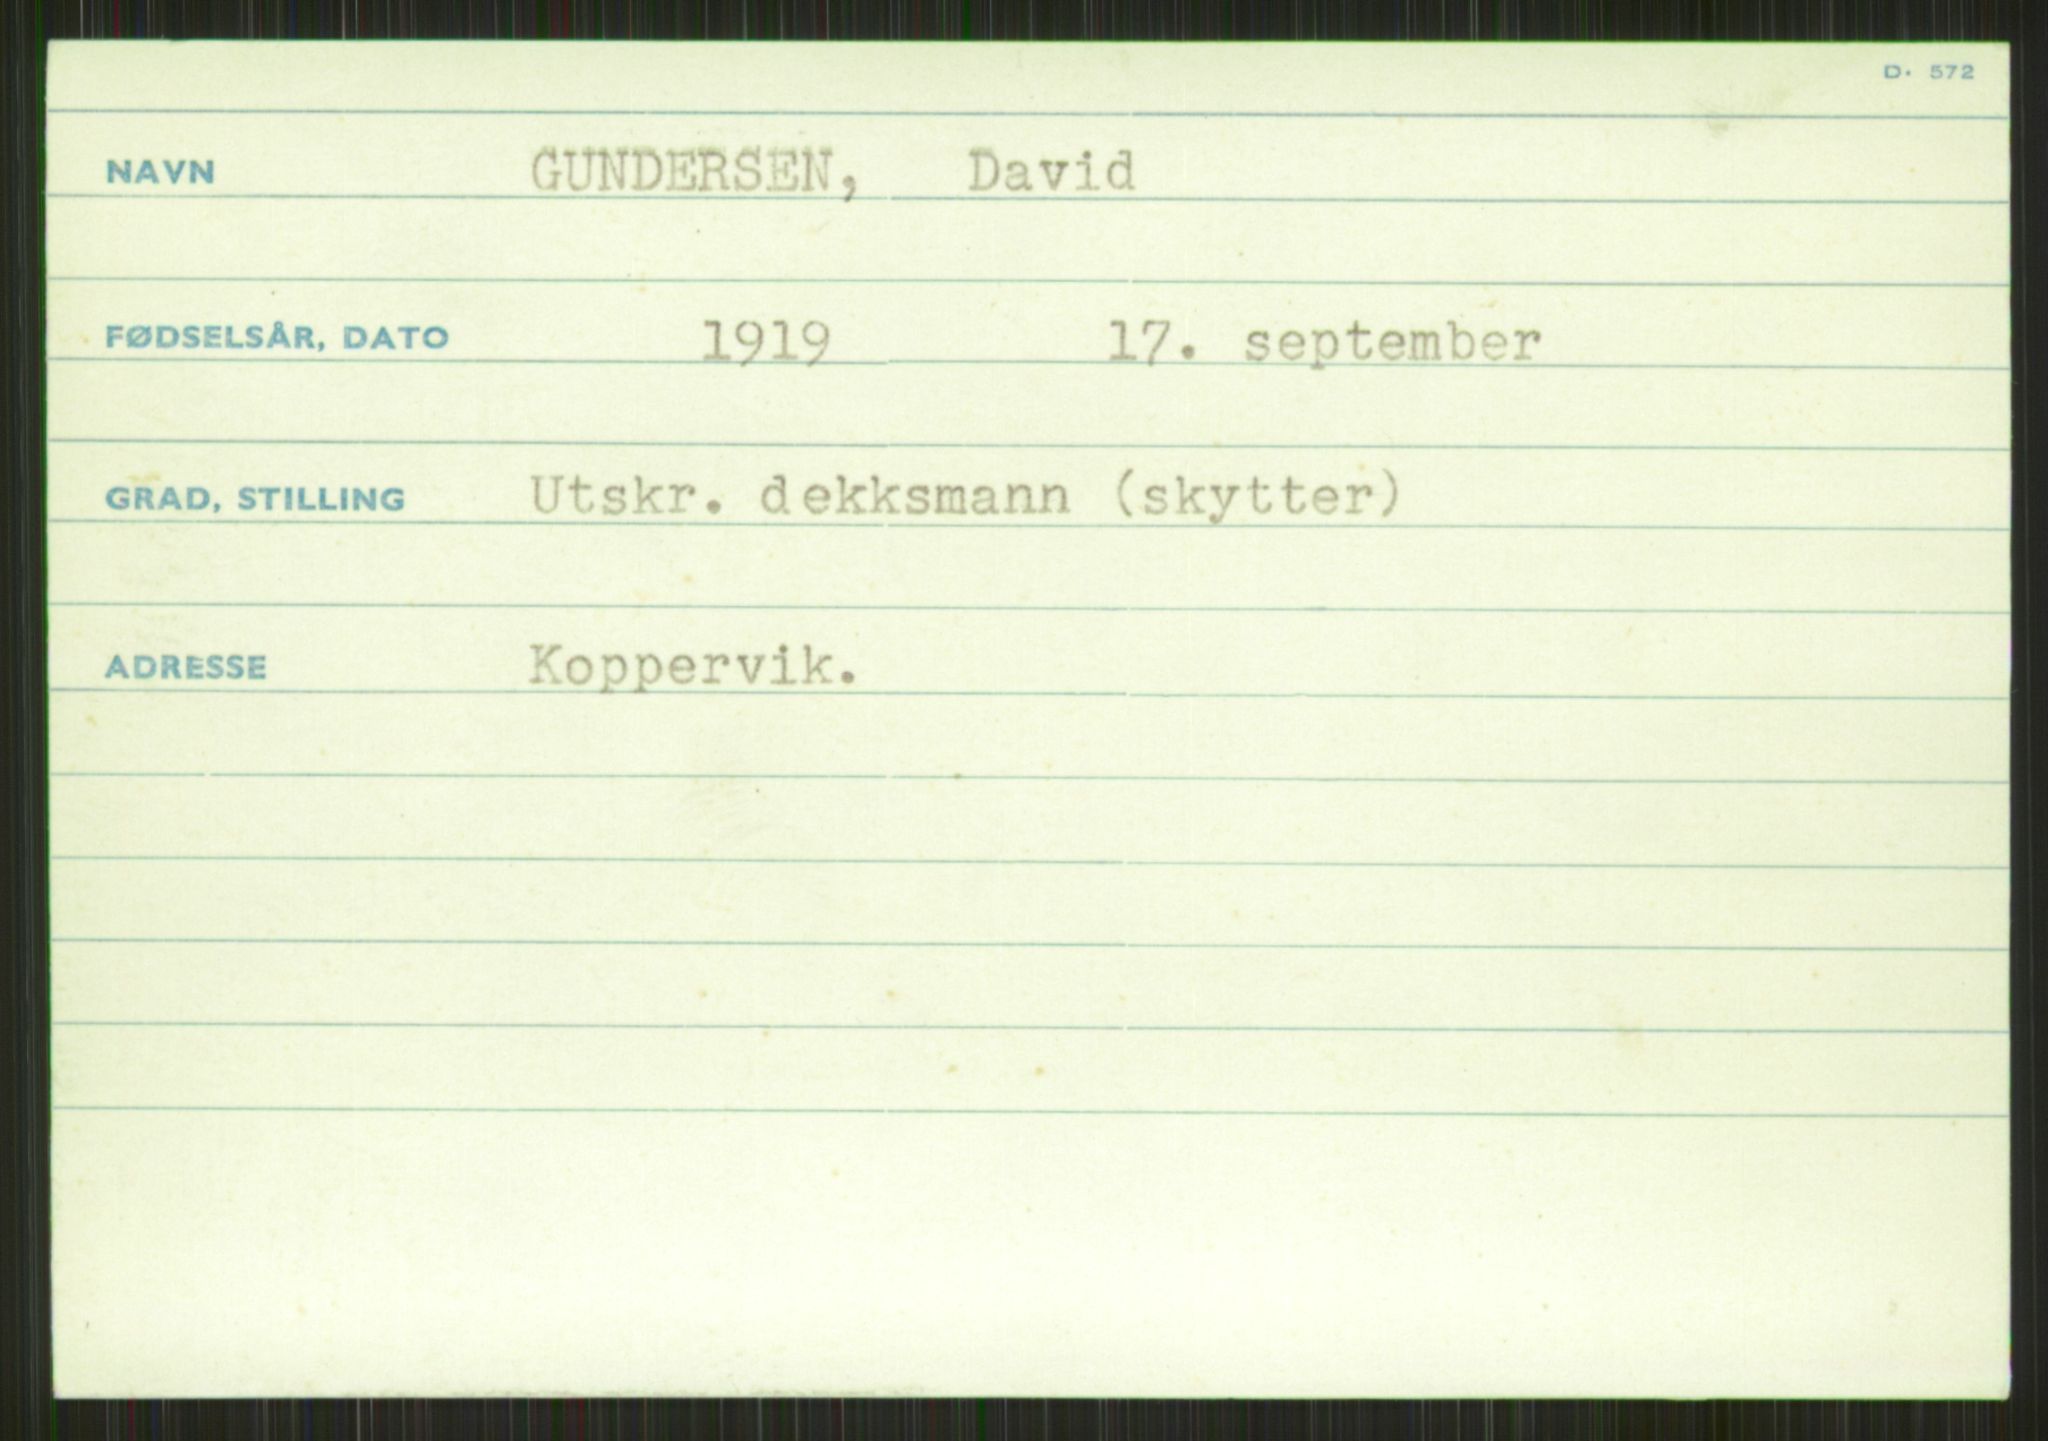 D. 572
NAVN GUNDERSEN, David
FØDSELSÅR, DATO 1919 17. september
GRAD, STILLING Utskr. dekksmann (skytter)
ADRESSE Koppervik.